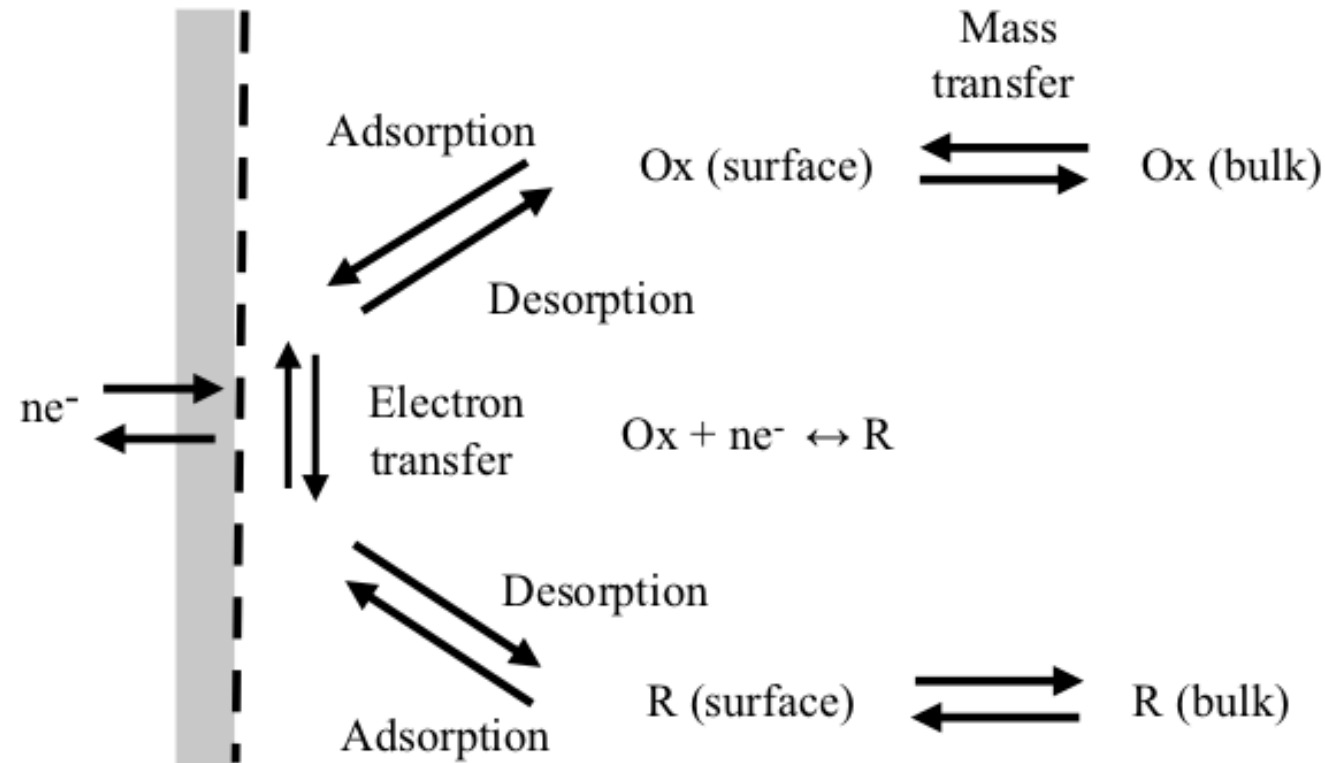 Mass
transfer
Adsorption
Ox (surface)
Ox (bulk)
Desorption
ne⁻
Electron
transfer
Ox + ne⁻ ↔ R
Desorption
R (surface)
R (bulk)
Adsorption